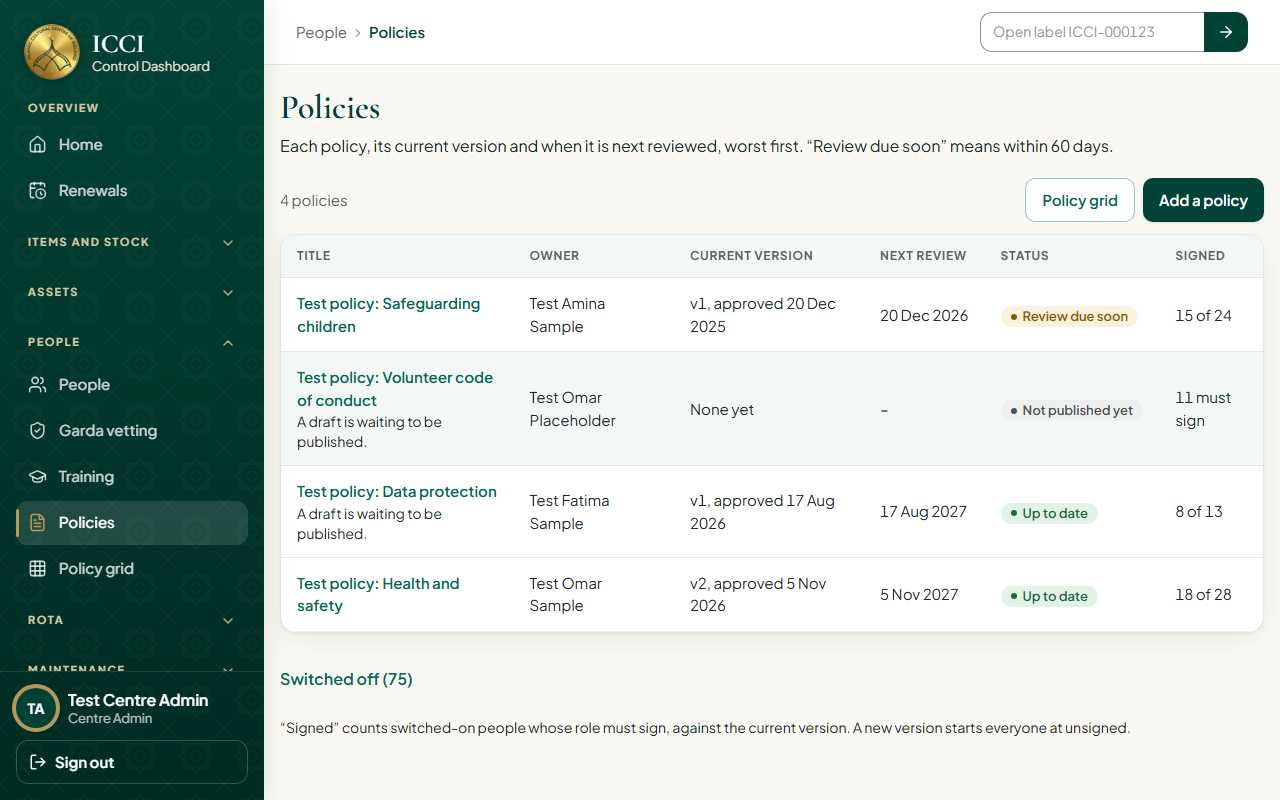 ICCI
Control Dashboard
OVERVIEW
Home
Renewals
ITEMS AND STOCK
ASSETS
PEOPLE
People
Garda vetting
Training
Policies
Policy grid
ROTA
MAINTENANCE
TA
Test Centre Admin
Centre Admin
Sign out
People › Policies
Open label ICCI-000123
Policies
Each policy, its current version and when it is next reviewed, worst first. “Review due soon” means within 60 days.
4 policies
Policy grid
Add a policy
TITLE OWNER CURRENT VERSION NEXT REVIEW STATUS SIGNED
Test policy: Safeguarding
children
Test Amina
Sample
v1, approved 20 Dec
2025
20 Dec 2026
Review due soon
15 of 24
Test policy: Volunteer code
of conduct
A draft is waiting to be
published.
Test Omar
Placeholder
None yet
–
Not published yet
11 must
sign
Test policy: Data protection
A draft is waiting to be
published.
Test Fatima
Sample
v1, approved 17 Aug
2026
17 Aug 2027
Up to date
8 of 13
Test policy: Health and
safety
Test Omar
Sample
v2, approved 5 Nov
2026
5 Nov 2027
Up to date
18 of 28
Switched off (75)
“Signed” counts switched-on people whose role must sign, against the current version. A new version starts everyone at unsigned.